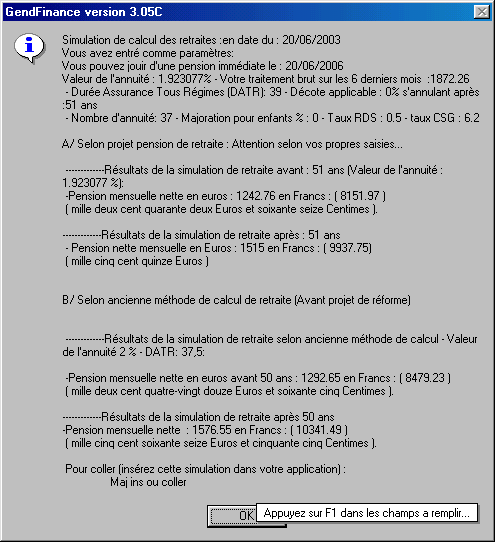 GendFinance version 3.05C
Simulation de calcul des retraites :en date du : 20/06/2003
Vous avez entré comme paramètres:
Vous pouvez jouir d'une pension immédiate le : 20/06/2006
Valeur de l'annuité : 1.923077% - Votre traitement brut sur les 6 derniers mois :1872.26
- Durée Assurance Tous Régimes (DATR): 39 - Décote applicable : 0% s'annulant après
:51 ans
- Nombre d'annuité: 37 - Majoration pour enfants % : 0 - Taux RDS : 0.5 - taux CSG : 6.2
A/ Selon projet pension de retraite : Attention selon vos propres saisies...
-------------Résultats de la simulation de retraite avant : 51 ans (Valeur de l'annuité :
1.923077 %):
-Pension mensuelle nette en euros : 1242.76 en Francs : ( 8151.97 )
( mille deux cent quarante deux Euros et soixante seize Centimes ).
-------------Résultats de la simulation de retraite après : 51 ans
- Pension nette mensuelle en Euros : 1515 en Francs : ( 9937.75)
( mille cinq cent quinze Euros )
B/ Selon ancienne méthode de calcul de retraite (Avant projet de réforme)
-------------Résultats de la simulation de retraite selon ancienne méthode de calcul - Valeur
de l'annuité 2 % - DATR: 37,5:
-Pension mensuelle nette en euros avant 50 ans : 1292.65 en Francs : ( 8479.23 )
( mille deux cent quatre-vingt douze Euros et soixante cinq Centimes ).
-------------Résultats de la simulation de retraite après 50 ans
-Pension mensuelle nette : 1576.55 en Francs : ( 10341.49 )
( mille cinq cent soixante seize Euros et cinquante cinq Centimes ).
Pour coller (insérez cette simulation dans votre application) :
Maj ins ou coller
OK
Appuyez sur F1 dans les champs a remplir...